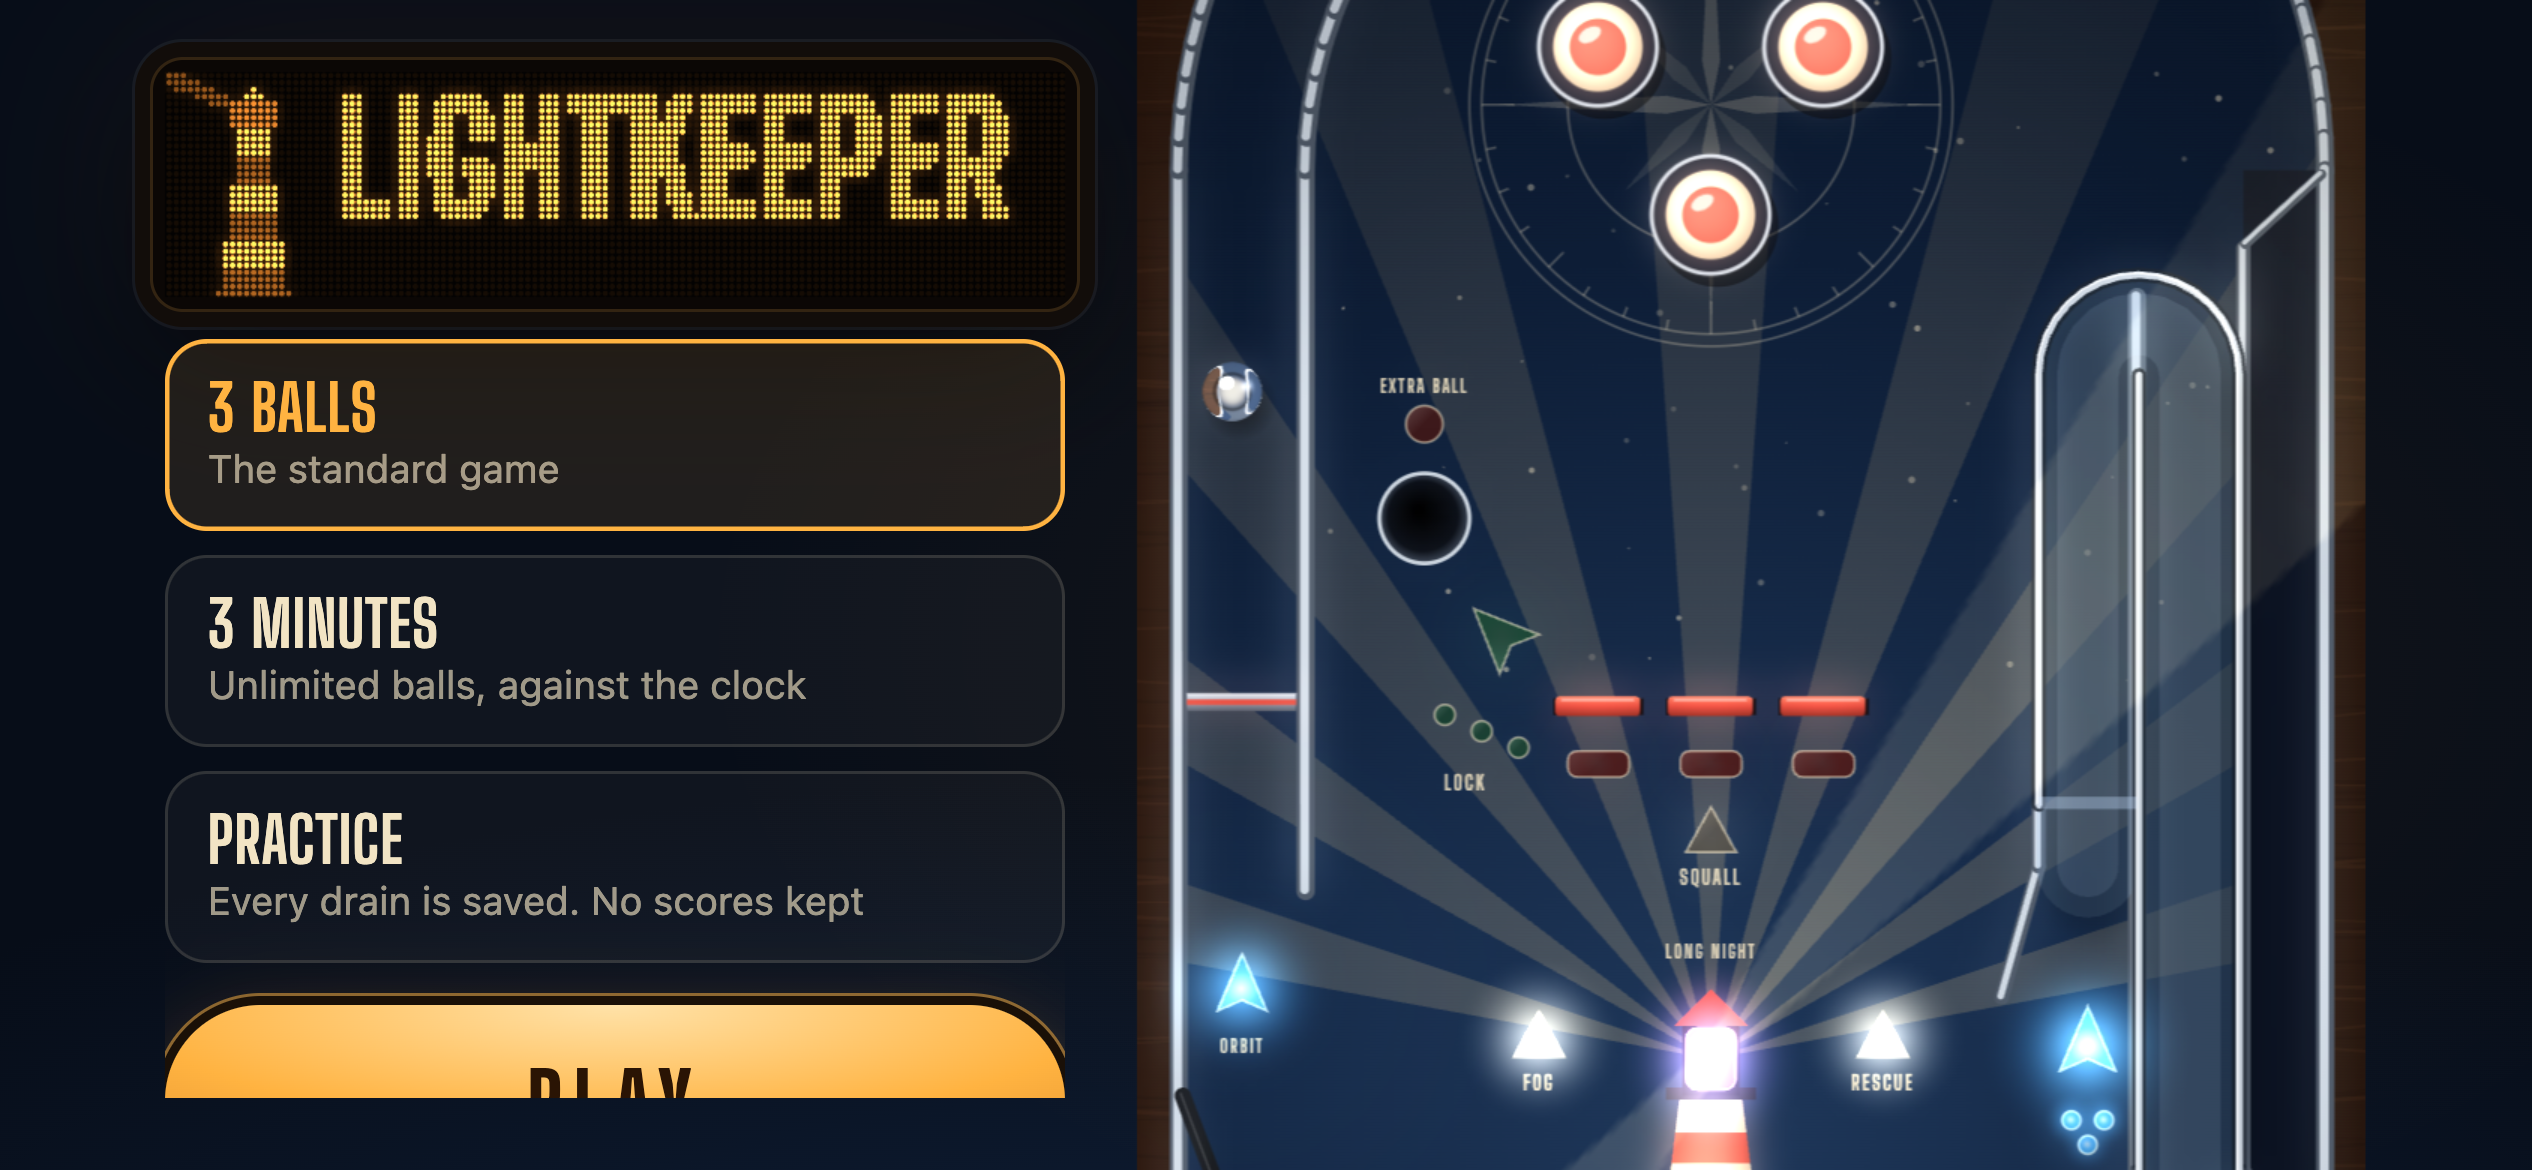 LIGHTKEEPER
3 BALLS
The standard game
3 MINUTES
Unlimited balls, against the clock
PRACTICE
Every drain is saved. No scores kept
PLAY
EXTRA BALL
LOCK
SQUALL
LONG NIGHT
ORBIT
FOG
RESCUE